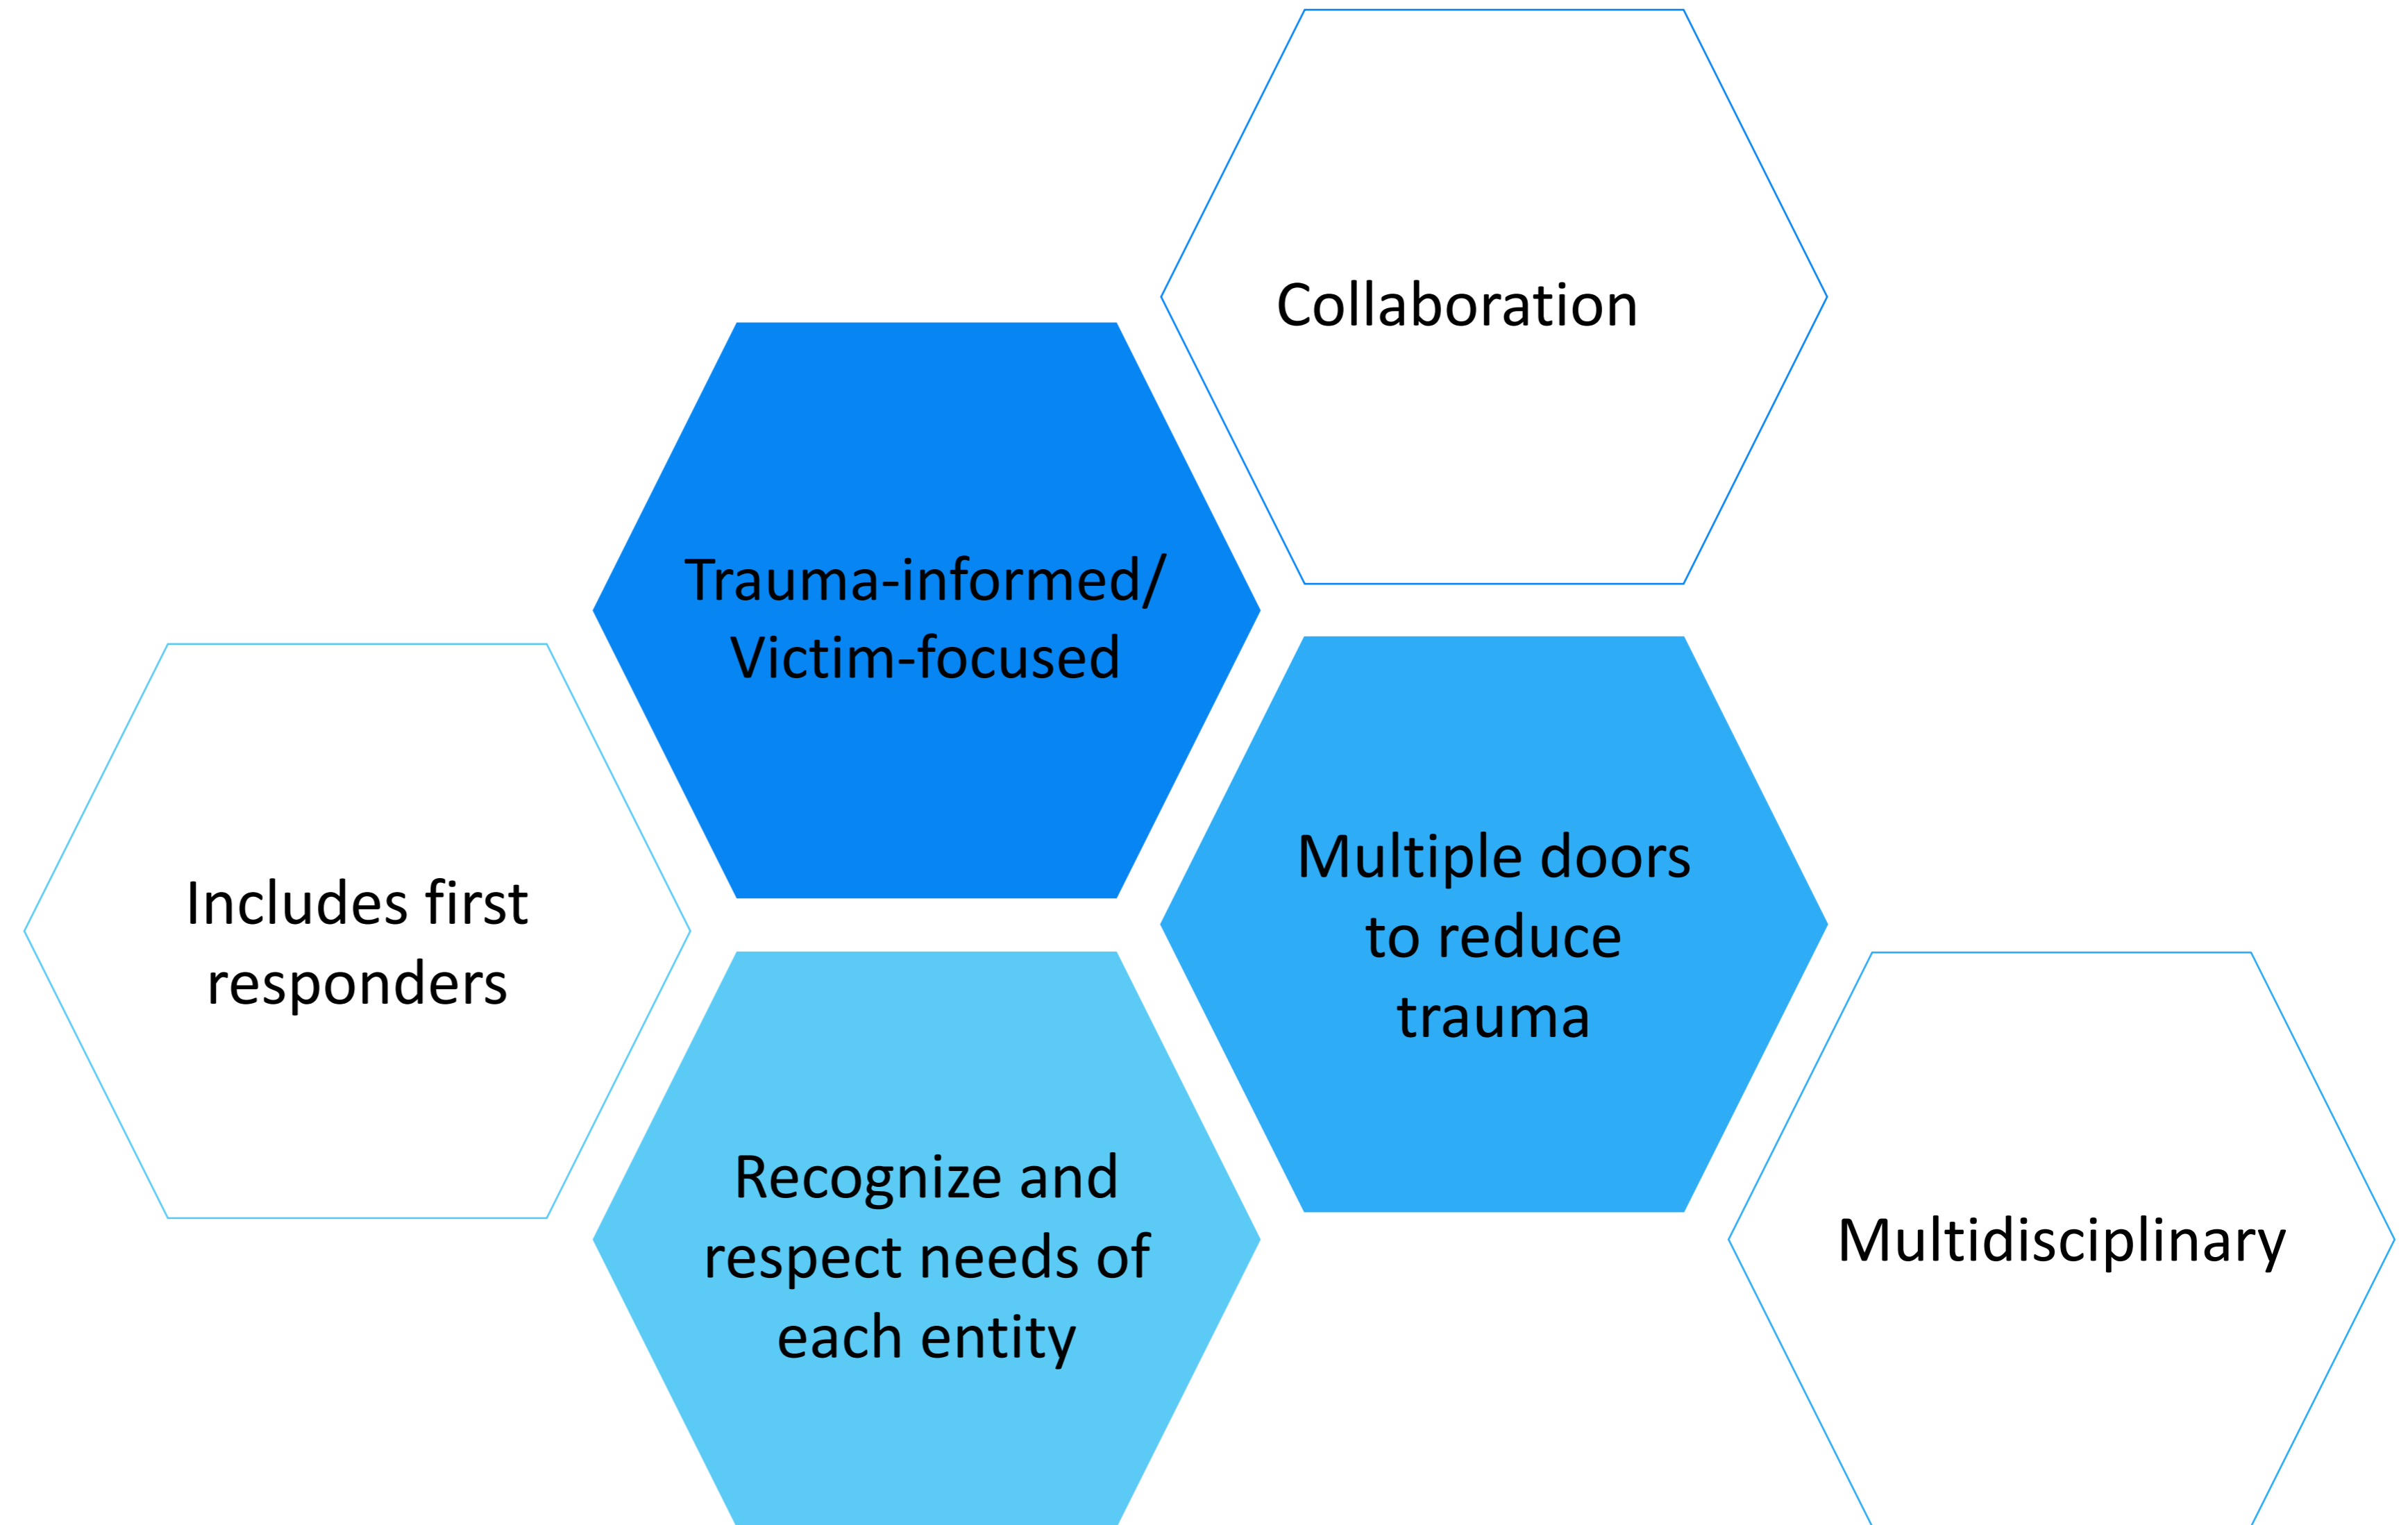 Collaboration
Trauma-informed/
Victim-focused
Includes first
responders
Multiple doors
to reduce
trauma
Recognize and
respect needs of
each entity
Multidisciplinary